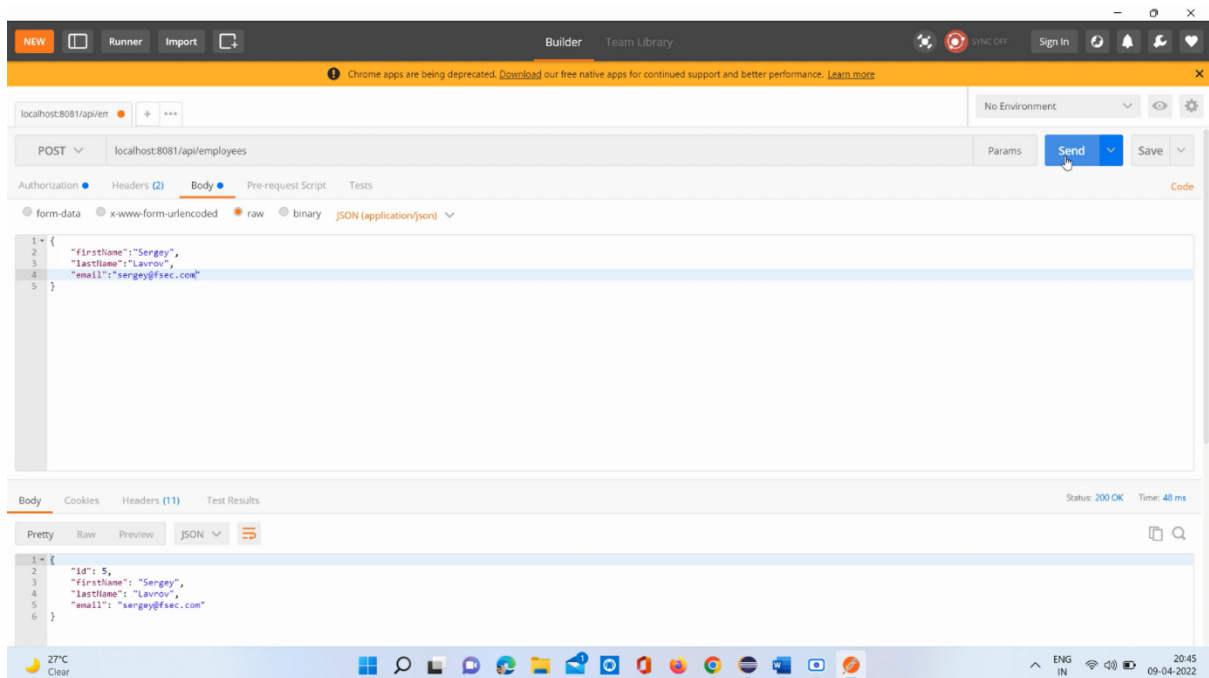 NEW Runner Import Builder Team Library SYNC OFF Sign In
Chrome apps are being deprecated. Download our free native apps for continued support and better performance. Learn more
localhost:8081/api/em + ••• No Environment
POST localhost:8081/api/employees Params Send Save
Authorization Headers (2) Body Pre-request Script Tests Code
form-data x-www-form-urlencoded raw binary JSON (application/json)
1 {
2 "firstName":"Sergey",
3 "lastName":"Lavrov",
4 "email":"sergey@fsec.com"
5 }
Body Cookies Headers (11) Test Results Status: 200 OK Time: 48 ms
Pretty Raw Preview JSON
1 {
2 "id": 5,
3 "firstName": "Sergey",
4 "lastName": "Lavrov",
5 "email": "sergey@fsec.com"
6 }
27°C
Clear
ENG
IN
20:45
09-04-2022